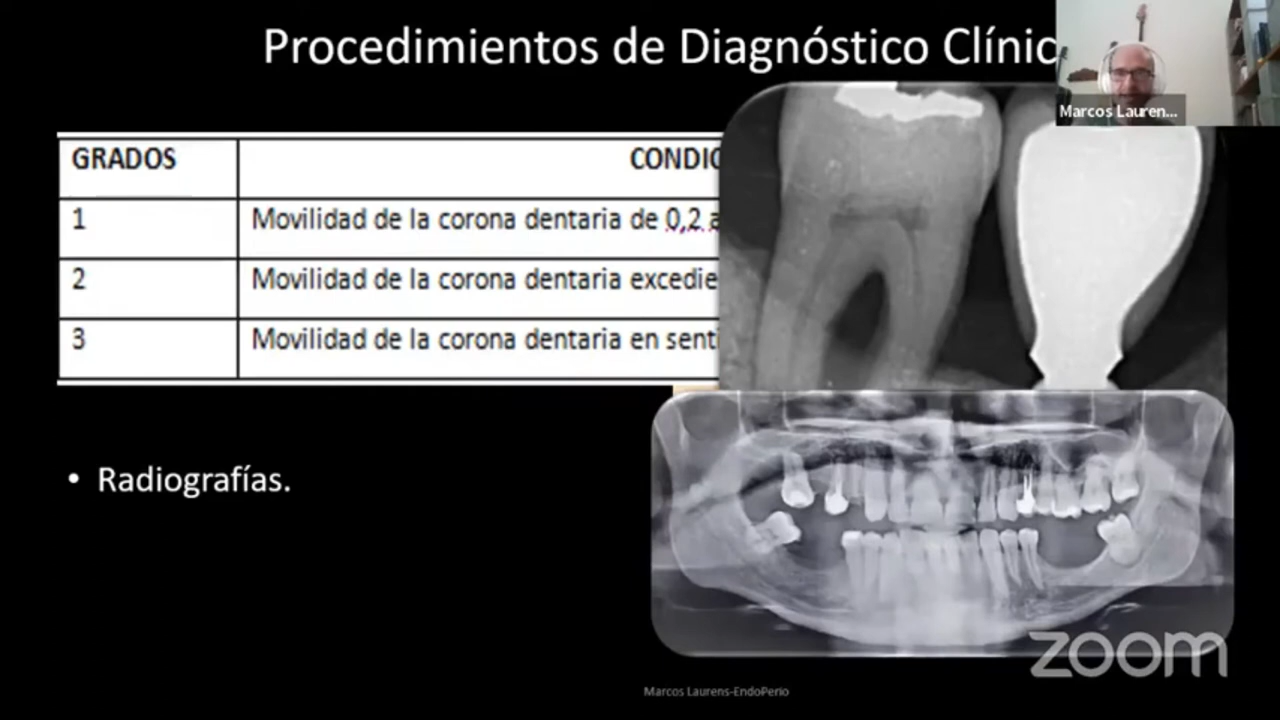 Procedimientos de Diagnóstico Clínic
Marcos Lauren...
GRADOS CONDIC
1 Movilidad de la corona dentaria de 0,2 a
2 Movilidad de la corona dentaria excedie
3 Movilidad de la corona dentaria en senti
• Radiografías.
zoom
Marcos Laurens-EndoPerio